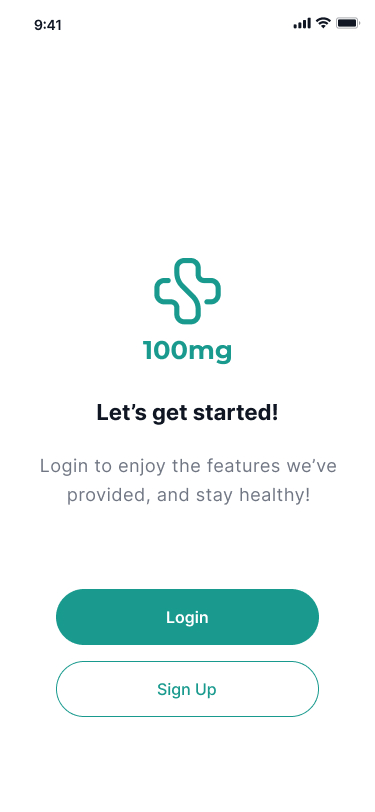 9:41
100mg
Let’s get started!
Login to enjoy the features we’ve
provided, and stay healthy!
Login
Sign Up